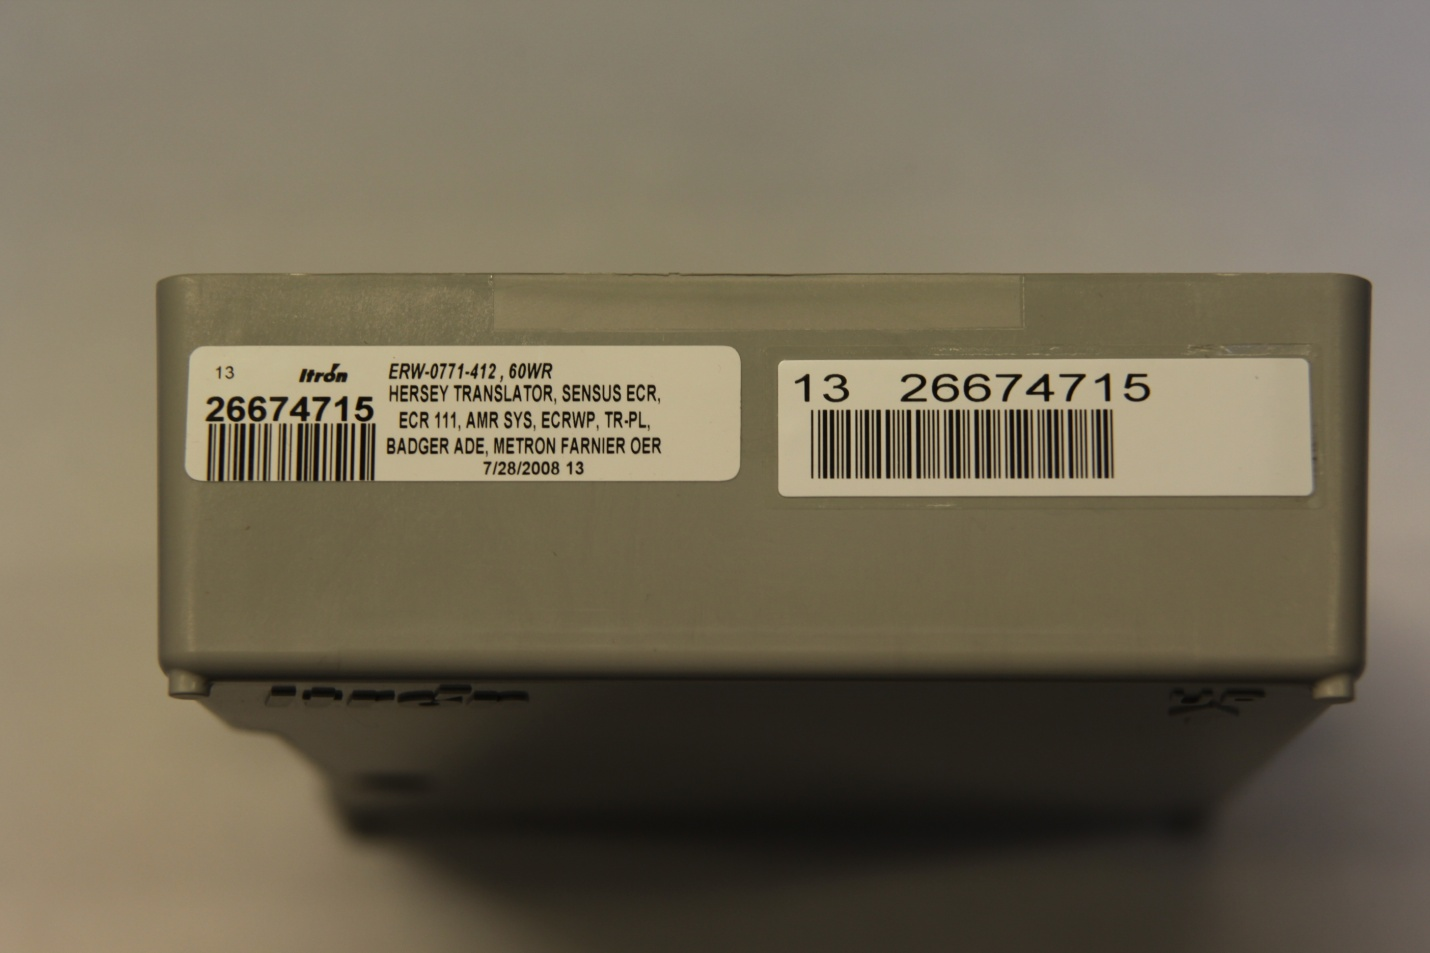 13 Itron
26674715
ERW-0771-412 , 60WR
HERSEY TRANSLATOR, SENSUS ECR,
ECR 111, AMR SYS, ECRWP, TR-PL,
BADGER ADE, METRON FARNIER OER
7/28/2008 13
13 26674715